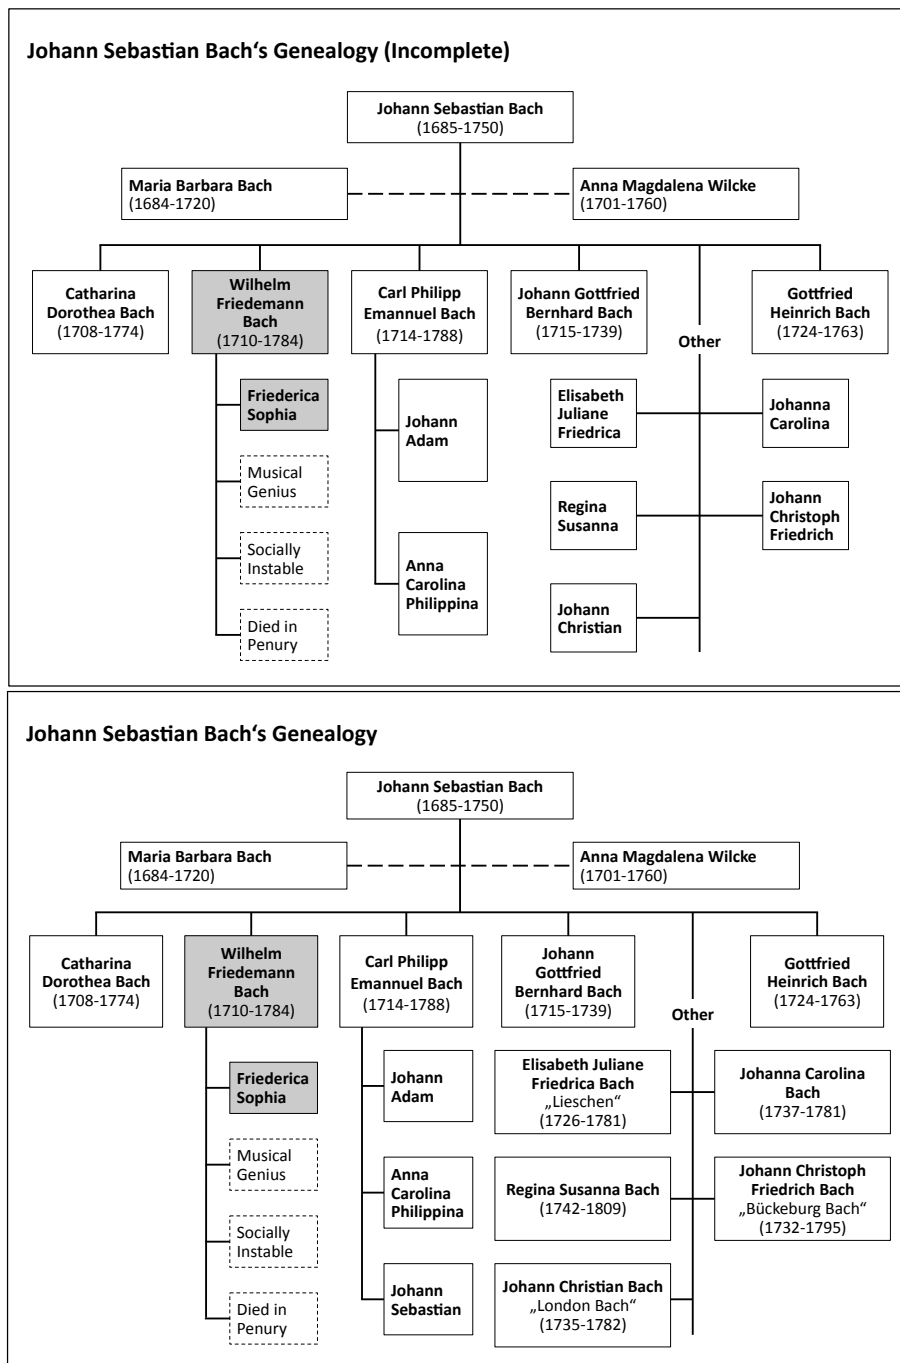 Johann Sebastian Bach‘s Genealogy (Incomplete)
Johann Sebastian Bach
(1685-1750)
Maria Barbara Bach
(1684-1720)
Anna Magdalena Wilcke
(1701-1760)
Catharina
Dorothea Bach
(1708-1774)
Wilhelm
Friedemann
Bach
(1710-1784)
Carl Philipp
Emannuel Bach
(1714-1788)
Johann Gottfried
Bernhard Bach
(1715-1739)
Other
Gottfried
Heinrich Bach
(1724-1763)
Friederica
Sophia
Musical
Genius
Socially
Instable
Died in
Penury
Johann
Adam
Anna
Carolina
Philippina
Elisabeth
Juliane
Friedrica
Johanna
Carolina
Regina
Susanna
Johann
Christoph
Friedrich
Johann
Christian
Johann Sebastian Bach‘s Genealogy
Johann Sebastian Bach
(1685-1750)
Maria Barbara Bach
(1684-1720)
Anna Magdalena Wilcke
(1701-1760)
Catharina
Dorothea Bach
(1708-1774)
Wilhelm
Friedemann
Bach
(1710-1784)
Carl Philipp
Emannuel Bach
(1714-1788)
Johann
Gottfried
Bernhard Bach
(1715-1739)
Other
Gottfried
Heinrich Bach
(1724-1763)
Friederica
Sophia
Musical
Genius
Socially
Instable
Died in
Penury
Johann
Adam
Anna
Carolina
Philippina
Johann
Sebastian
Elisabeth Juliane
Friedrica Bach
„Lieschen“
(1726-1781)
Johanna Carolina
Bach
(1737-1781)
Regina Susanna Bach
(1742-1809)
Johann Christoph
Friedrich Bach
„Bückeburg Bach“
(1732-1795)
Johann Christian Bach
„London Bach“
(1735-1782)